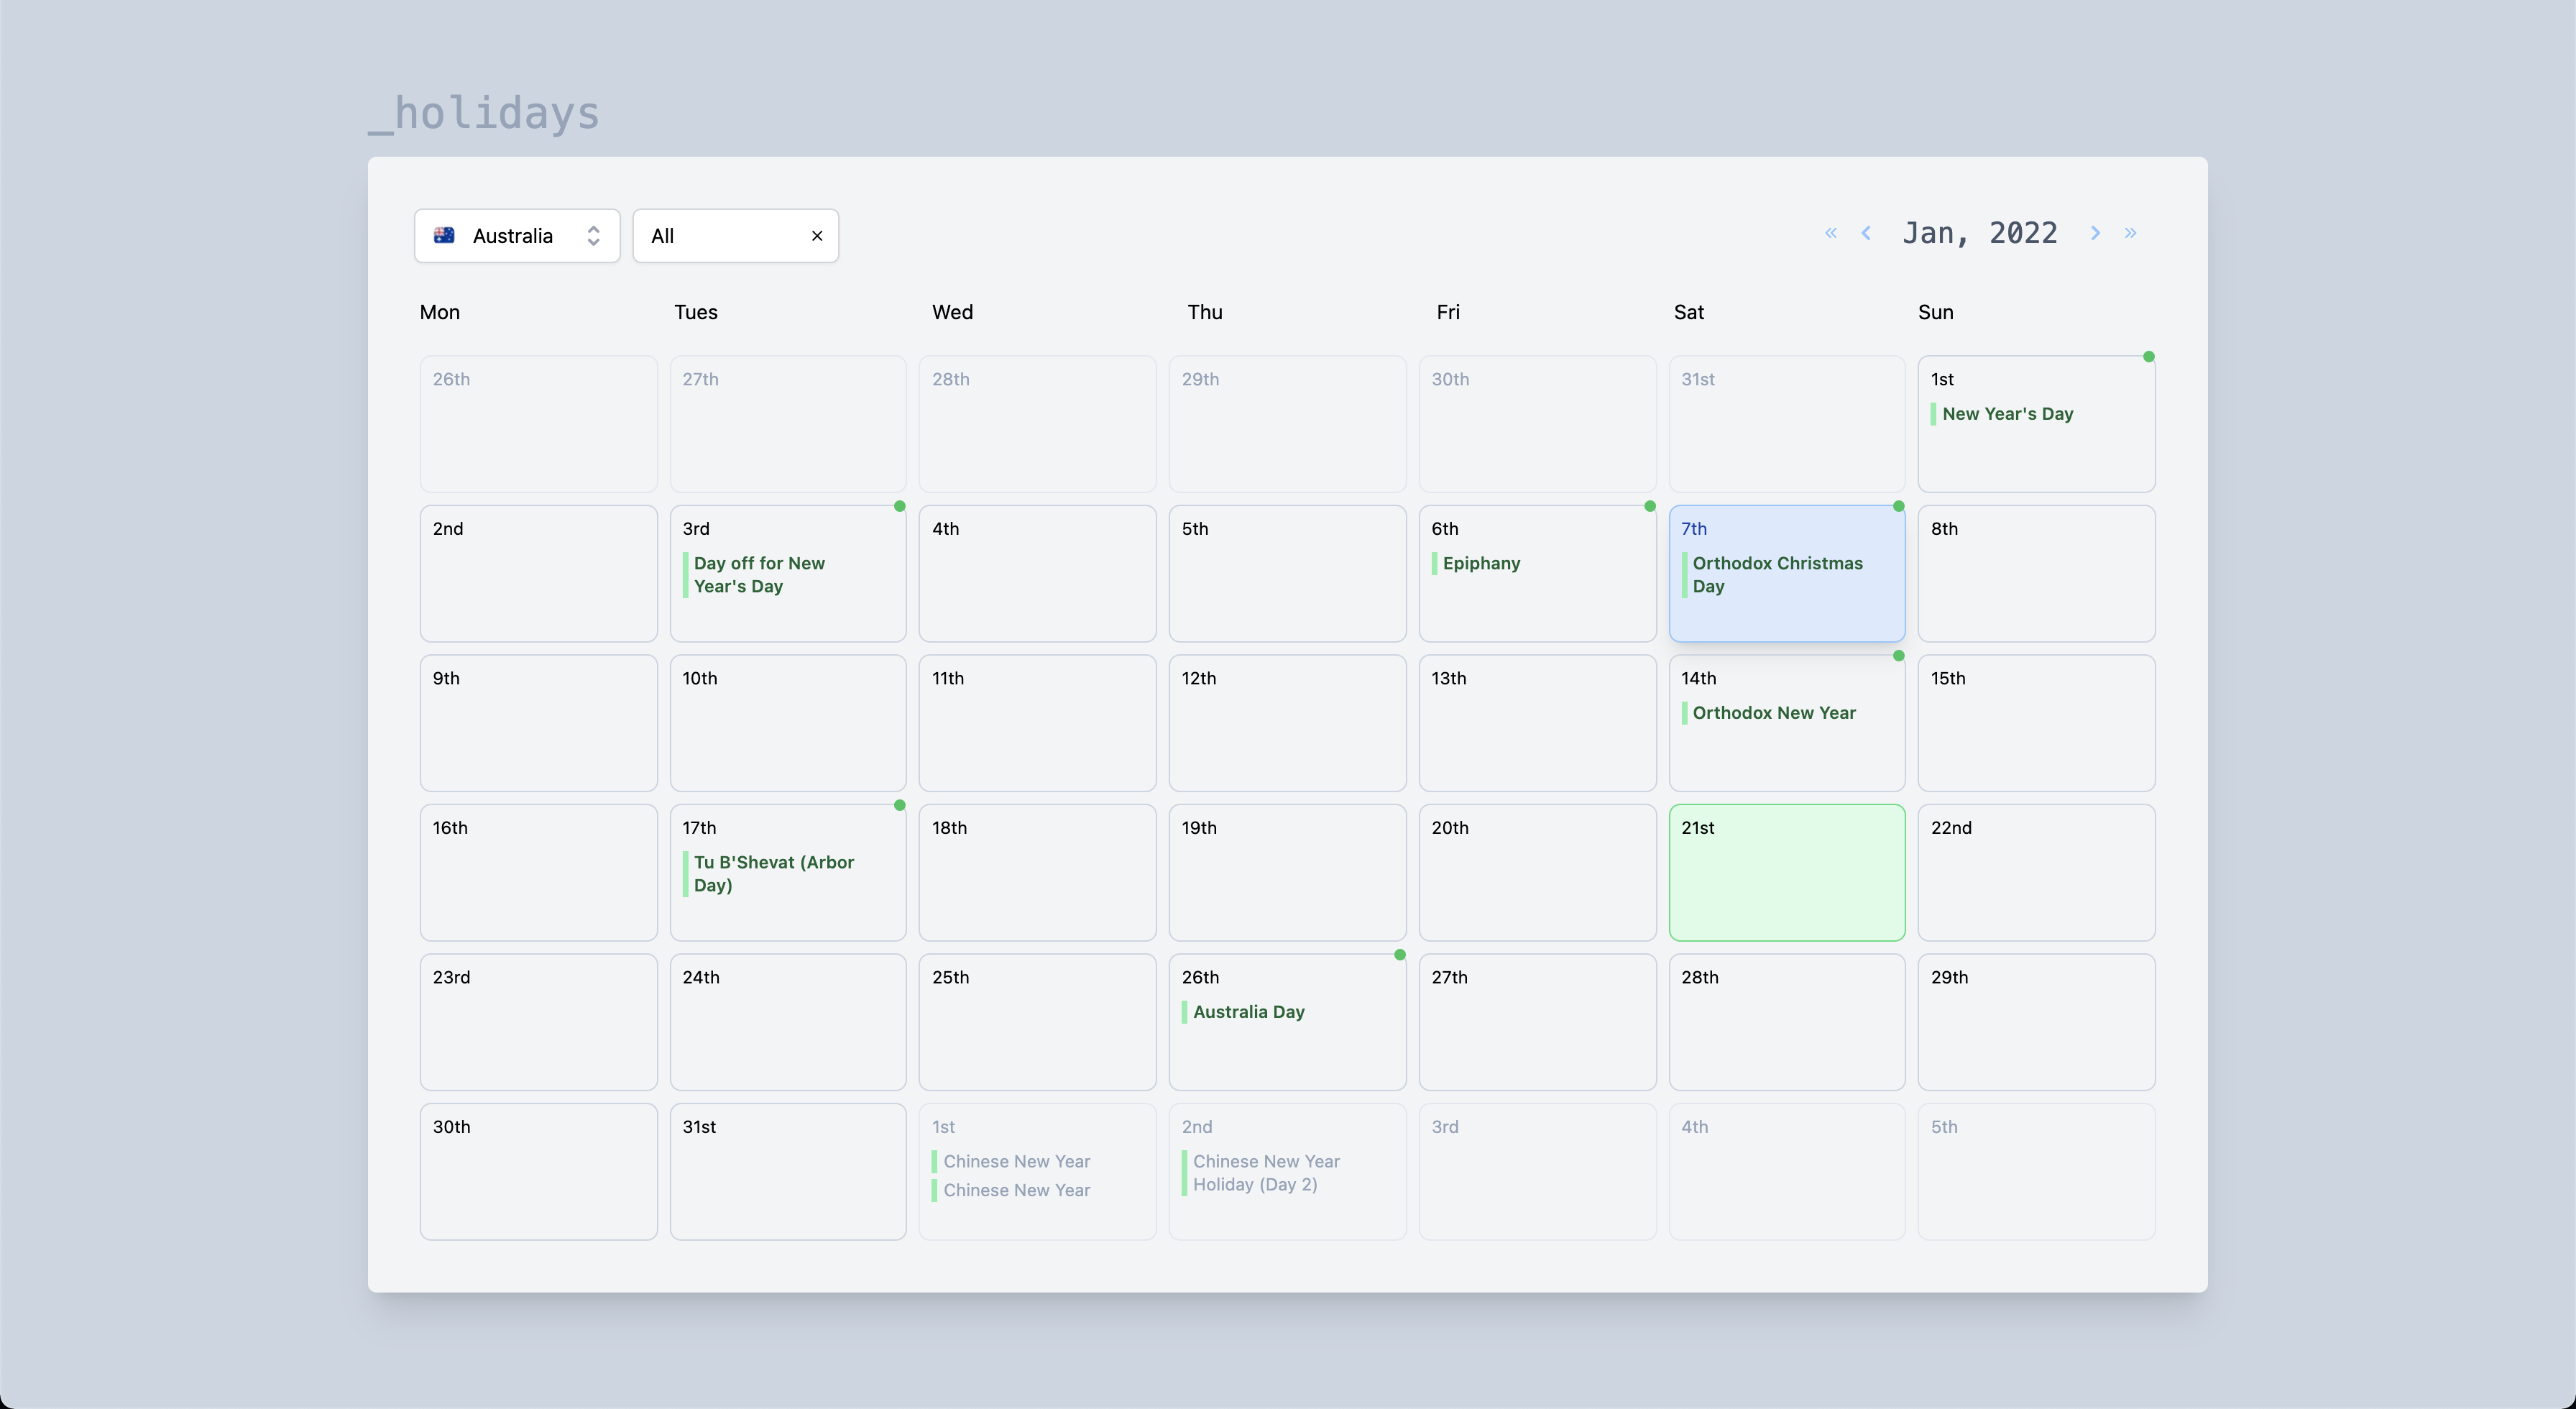 _holidays
Australia All ×
« ‹ Jan, 2022 › »
Mon Tues Wed Thu Fri Sat Sun
26th 27th 28th 29th 30th 31st 1st
New Year's Day
2nd 3rd 4th 5th 6th 7th 8th
Day off for New
Year's Day
Epiphany
Orthodox Christmas
Day
9th 10th 11th 12th 13th 14th 15th
Orthodox New Year
16th 17th 18th 19th 20th 21st 22nd
Tu B'Shevat (Arbor
Day)
23rd 24th 25th 26th 27th 28th 29th
Australia Day
30th 31st 1st 2nd 3rd 4th 5th
Chinese New Year
Chinese New Year
Chinese New Year
Holiday (Day 2)